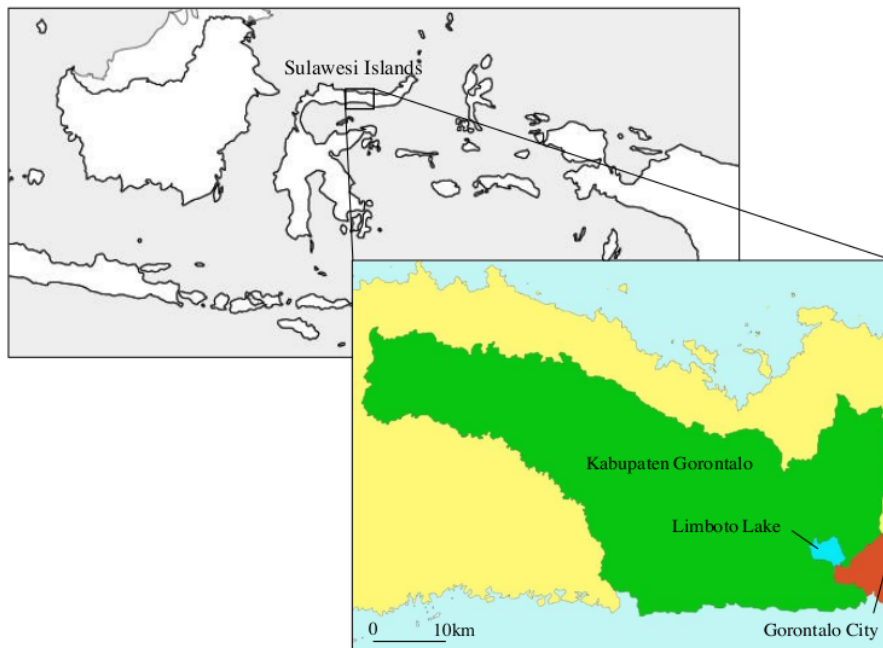 Sulawesi Islands
Kabupaten Gorontalo
Limboto Lake
Gorontalo City
0 10km